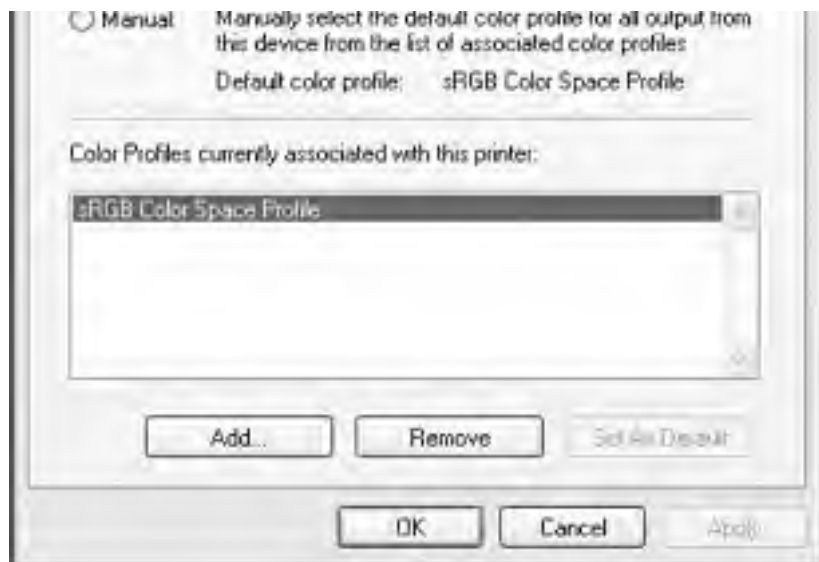 Manual Manually select the default color profile for all output from
this device from the list of associated color profiles
Default color profile: sRGB Color Space Profile
Color Profiles currently associated with this printer:
sRGB Color Space Profile
Add... Remove Set As Default
OK Cancel Apply